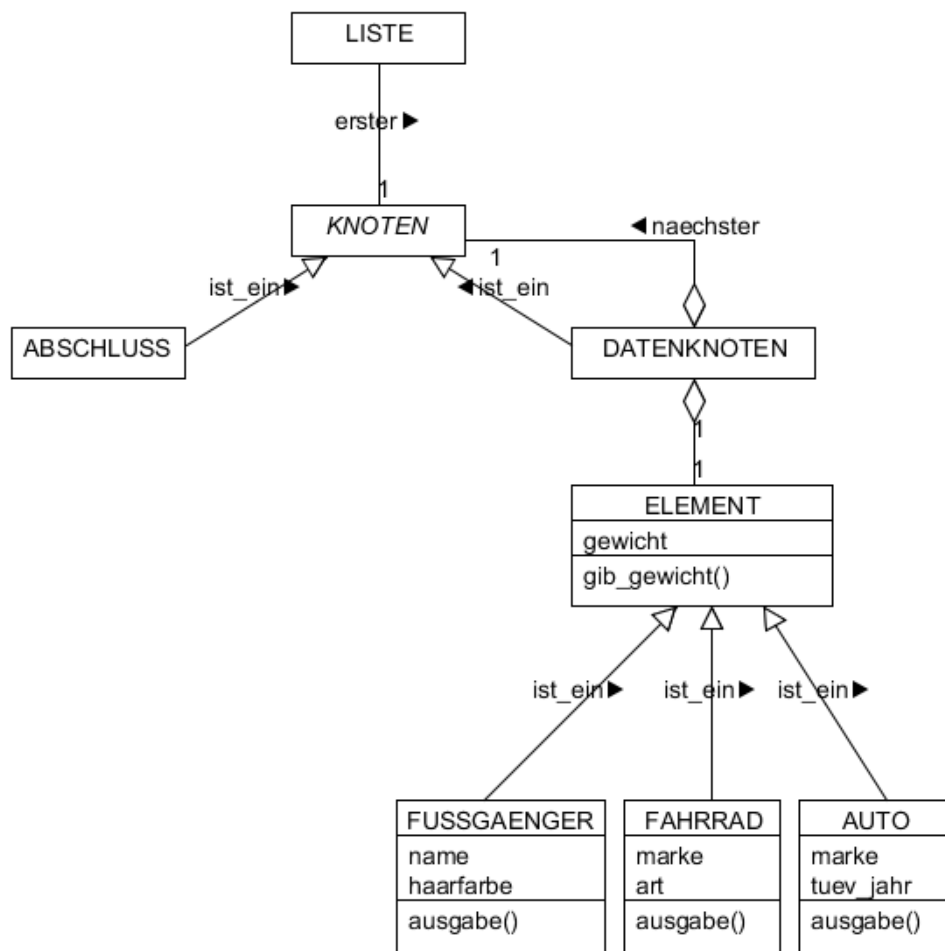 LISTE
erster ▶
1
KNOTEN
◀ naechster
1
ist_ein▶
◀ist_ein
ABSCHLUSS
DATENKNOTEN
1
1
ELEMENT
gewicht
gib_gewicht()
ist_ein▶
ist_ein▶
ist_ein▶
FUSSGAENGER
name
haarfarbe
ausgabe()
FAHRRAD
marke
art
ausgabe()
AUTO
marke
tuev_jahr
ausgabe()